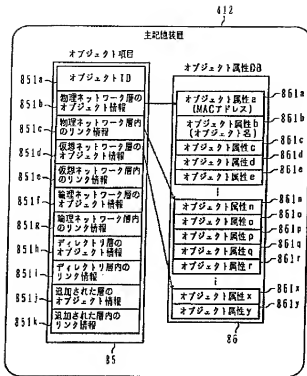 412
主記憶装置
オブジェクト項目
851a
オブジェクトID
851b
物理ネットワーク層の
オブジェクト情報
851c
物理ネットワーク層内
のリンク情報
851d
仮想ネットワーク層の
オブジェクト情報
851e
仮想ネットワーク層内
のリンク情報
851f
論理ネットワーク層の
オブジェクト情報
851g
論理ネットワーク層内
のリンク情報
851h
ディレクトリ層の
オブジェクト情報
851i
ディレクトリ層内の
リンク情報
851j
追加された層の
オブジェクト情報
851k
追加された層内の
リンク情報
85
オブジェクト属性DB
オブジェクト属性a
(MACアドレス)
861a
オブジェクト属性b
(オブジェクト名)
861b
オブジェクト属性c
861c
オブジェクト属性d
861d
オブジェクト属性e
861e
オブジェクト属性n
861n
オブジェクト属性o
861o
オブジェクト属性p
861p
オブジェクト属性q
861q
オブジェクト属性r
861r
オブジェクト属性x
861x
オブジェクト属性y
861y
86